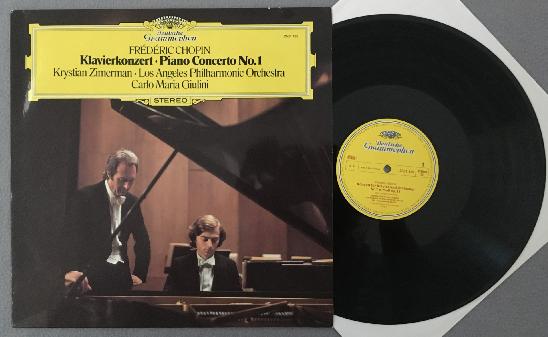 Deutsche
Grammophon
FRÉDÉRIC CHOPIN
Klavierkonzert · Piano Concerto No. 1
Krystian Zimerman · Los Angeles Philharmonic Orchestra
Carlo Maria Giulini
STEREO
Deutsche
Grammophon